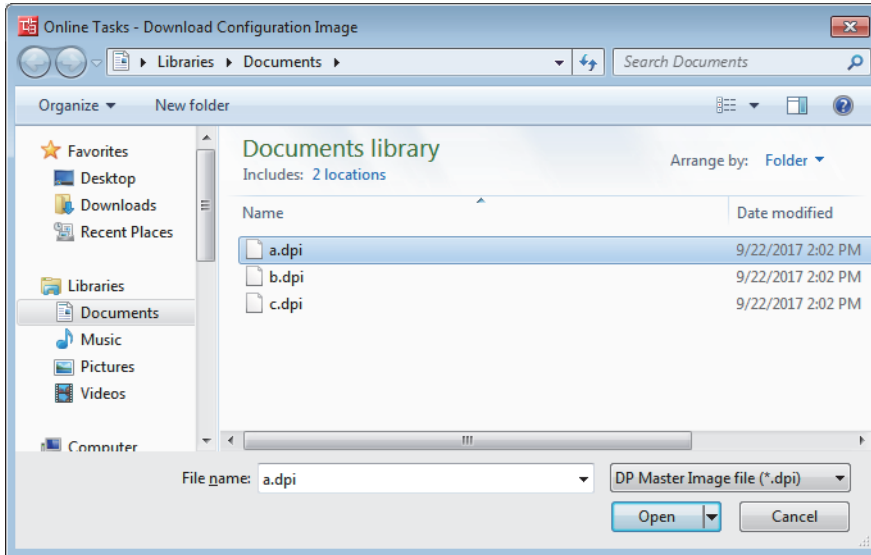 Online Tasks - Download Configuration Image
Libraries Documents
Search Documents
Organize New folder
Favorites
Desktop
Downloads
Recent Places
Libraries
Documents
Music
Pictures
Videos
Computer
Documents library
Includes: 2 locations
Arrange by: Folder
Name Date modified
a.dpi 9/22/2017 2:02 PM
b.dpi 9/22/2017 2:02 PM
c.dpi 9/22/2017 2:02 PM
File name: a.dpi DP Master Image file (*.dpi)
Open Cancel